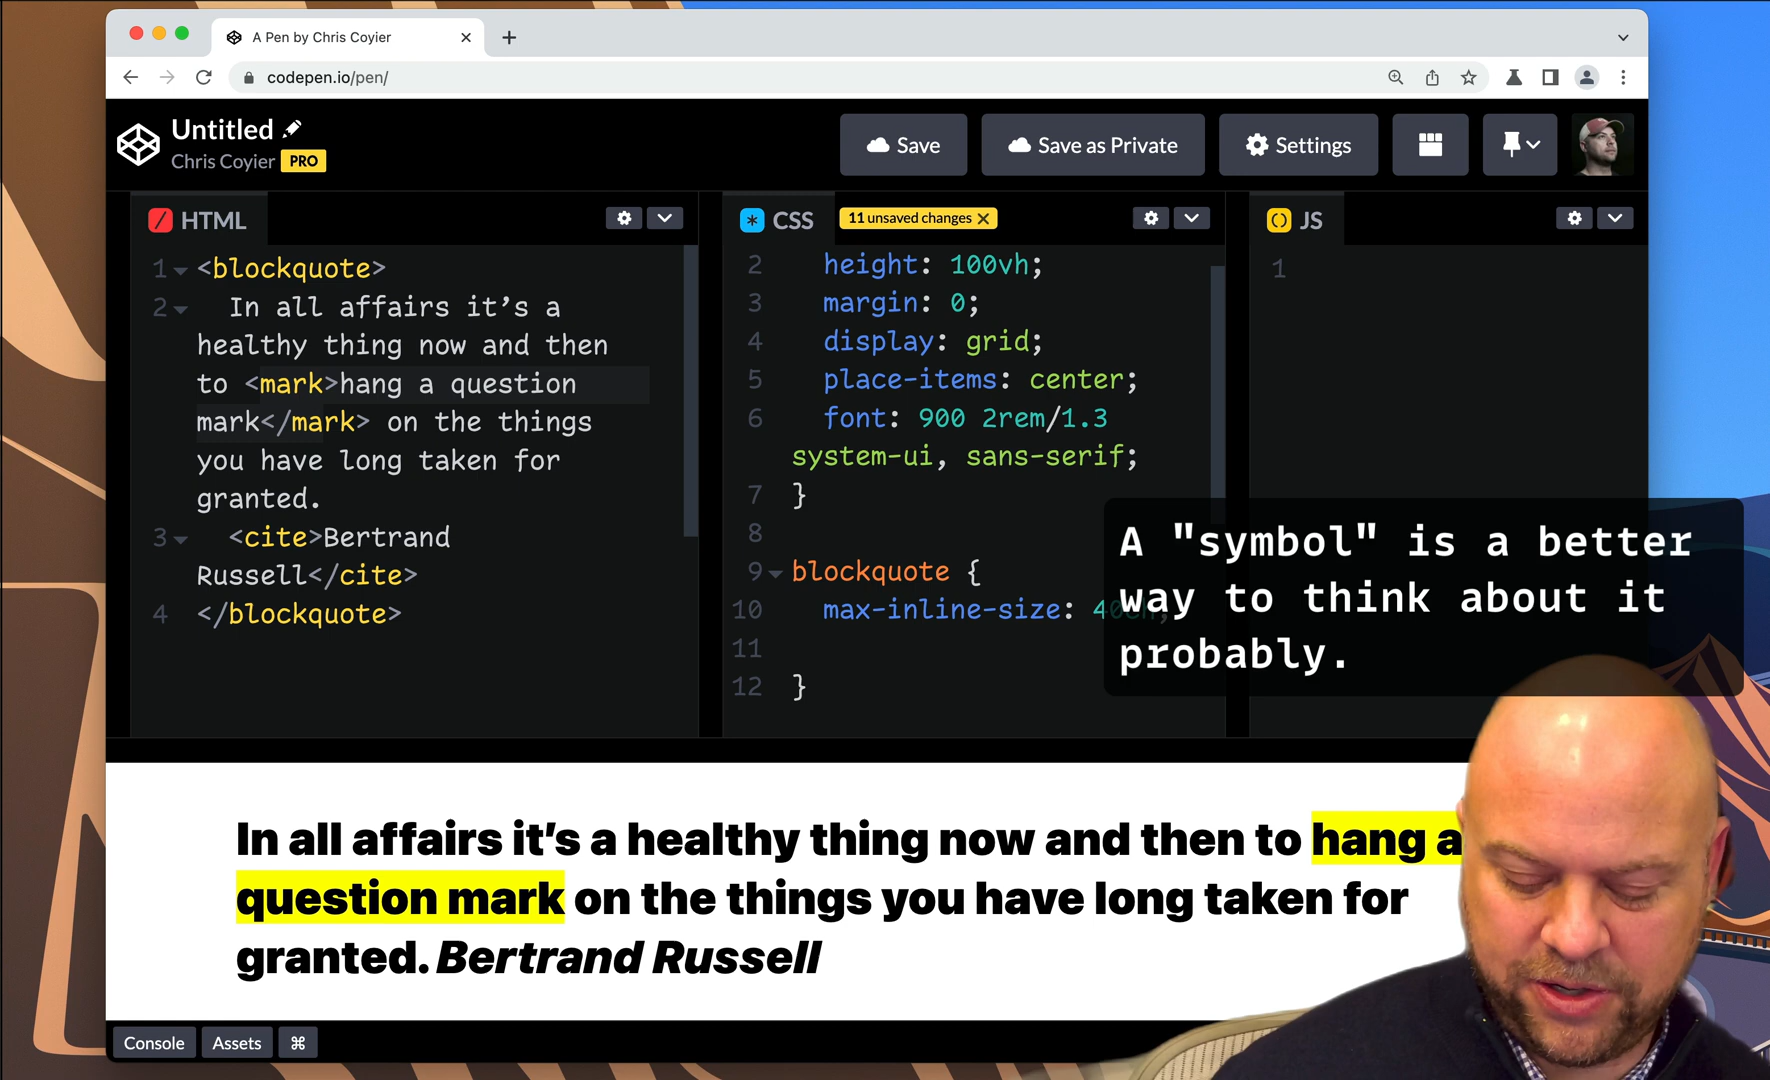 A Pen by Chris Coyier
codepen.io/pen/
Untitled
Chris Coyier PRO
Save
Save as Private
Settings
HTML
1 <blockquote>
2 In all affairs it’s a
healthy thing now and then
to <mark>hang a question
mark</mark> on the things
you have long taken for
granted.
3 <cite>Bertrand
Russell</cite>
4 </blockquote>
CSS 11 unsaved changes
2 height: 100vh;
3 margin: 0;
4 display: grid;
5 place-items: center;
6 font: 900 2rem/1.3
system-ui, sans-serif;
7 }
8
9 blockquote {
10 max-inline-size: 40ch;
11
12 }
JS
1
A "symbol" is a better
way to think about it
probably.
In all affairs it’s a healthy thing now and then to hang a
question mark on the things you have long taken for
granted. Bertrand Russell
Console Assets ⌘